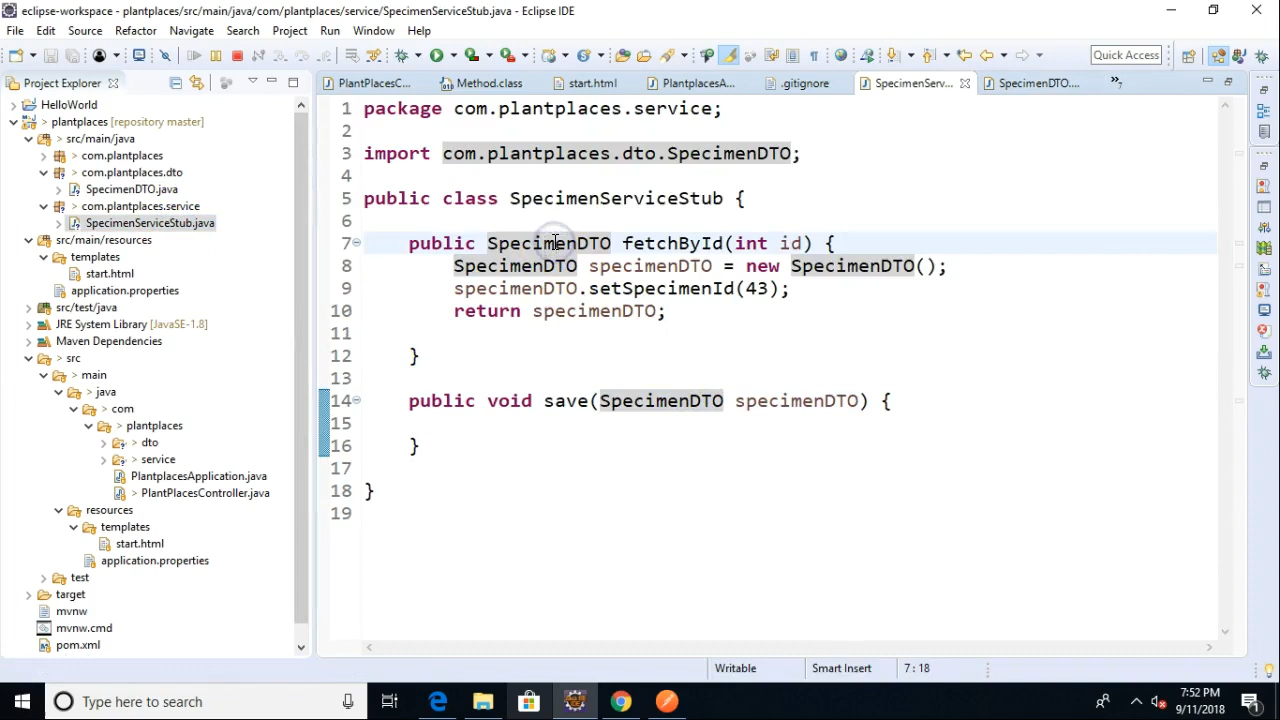 eclipse-workspace - plantplaces/src/main/java/com/plantplaces/service/SpecimenServiceStub.java - Eclipse IDE
File Edit Source Refactor Navigate Search Project Run Window Help
Quick Access
Project Explorer
PlantPlacesC... Method.class start.html PlantplacesA... .gitignore SpecimenServ... SpecimenDTO.... »7
HelloWorld
> plantplaces [repository master]
> src/main/java
> com.plantplaces
> com.plantplaces.dto
SpecimenDTO.java
> com.plantplaces.service
SpecimenServiceStub.java
src/main/resources
templates
start.html
application.properties
src/test/java
JRE System Library [JavaSE-1.8]
Maven Dependencies
> src
> main
> java
> com
> plantplaces
> dto
> service
PlantplacesApplication.java
> PlantPlacesController.java
resources
templates
start.html
application.properties
test
target
mvnw
mvnw.cmd
pom.xml
1 package com.plantplaces.service;
2
3 import com.plantplaces.dto.SpecimenDTO;
4
5 public class SpecimenServiceStub {
6
7 public SpecimenDTO fetchById(int id) {
8 SpecimenDTO specimenDTO = new SpecimenDTO();
9 specimenDTO.setSpecimenId(43);
10 return specimenDTO;
11
12 }
13
14 public void save(SpecimenDTO specimenDTO) {
15
16 }
17
18 }
19
Writable Smart Insert 7 : 18
Type here to search
7:52 PM
9/11/2018
1